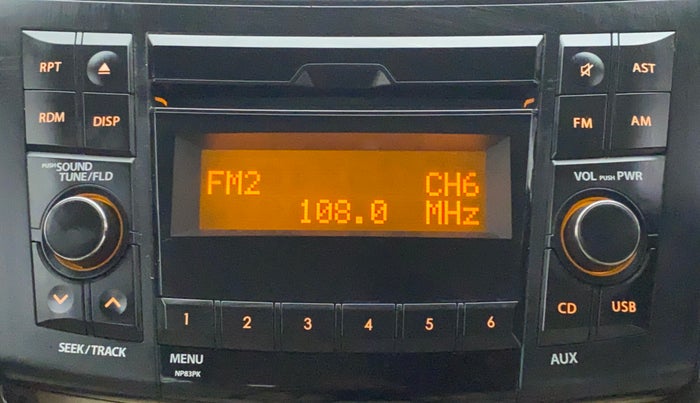 RPT
AST
RDM
DISP
FM
AM
PUSH SOUND
TUNE/FLD
VOL PUSH PWR
FM2 CH6
108.0 MHz
1 2 3 4 5 6
CD
USB
SEEK/TRACK
MENU
NP83PK
AUX